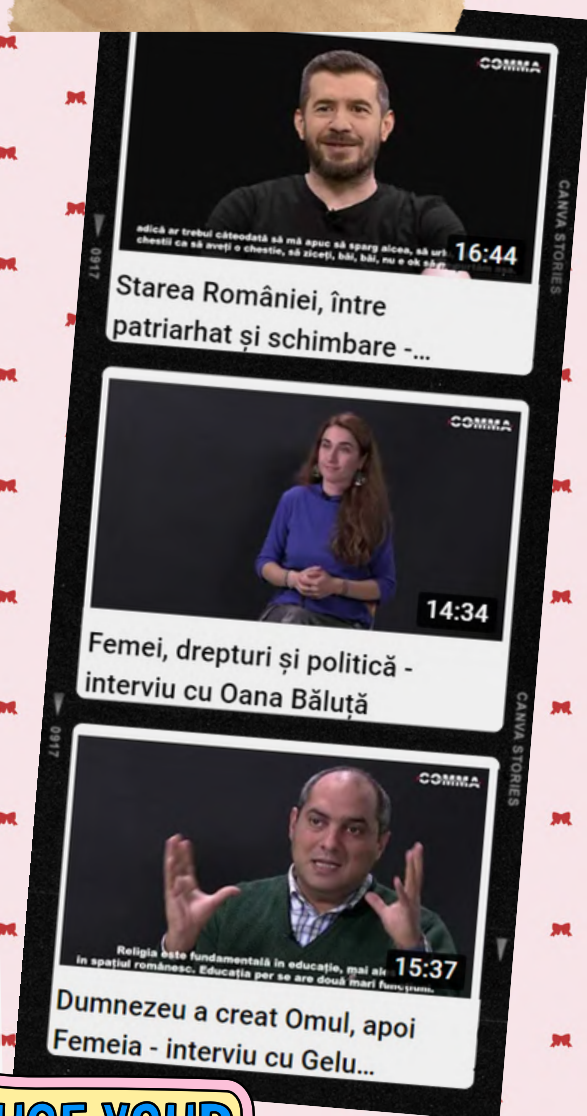 COMMA
adică ar trebui câteodată să mă apuc să sparg aicea, să
chestii ca să aveți o chestie, să ziceți, băi, băi, nu e ok
16:44
Starea României, între
patriarhat și schimbare -...
CANVA STORIES
0917
COMMA
14:34
Femei, drepturi și politică -
interviu cu Oana Băluță
CANVA STORIES
0917
COMMA
Religia este fundamentală în educație, mai
în spațiul românesc. Educația per se are două mari
15:37
Dumnezeu a creat Omul, apoi
Femeia - interviu cu Gelu...
YOUR